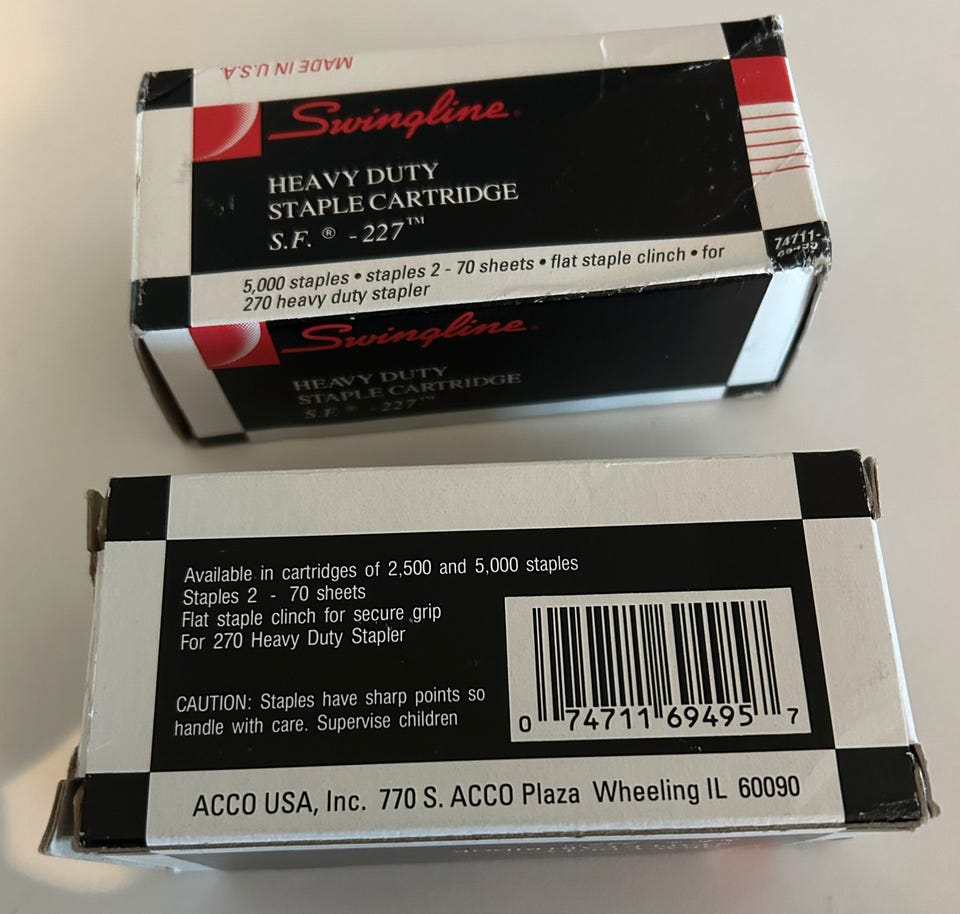 MADE IN U.S.A.
Swingline®
HEAVY DUTY
STAPLE CARTRIDGE
S.F. ® - 227™
5,000 staples • staples 2 - 70 sheets • flat staple clinch • for
270 heavy duty stapler
74711-
Swingline®
HEAVY DUTY
STAPLE CARTRIDGE
S.F. ® - 227™
Available in cartridges of 2,500 and 5,000 staples
Staples 2 - 70 sheets
Flat staple clinch for secure grip
For 270 Heavy Duty Stapler
CAUTION: Staples have sharp points so
handle with care. Supervise children
0 74711 69495 7
ACCO USA, Inc. 770 S. ACCO Plaza Wheeling IL 60090